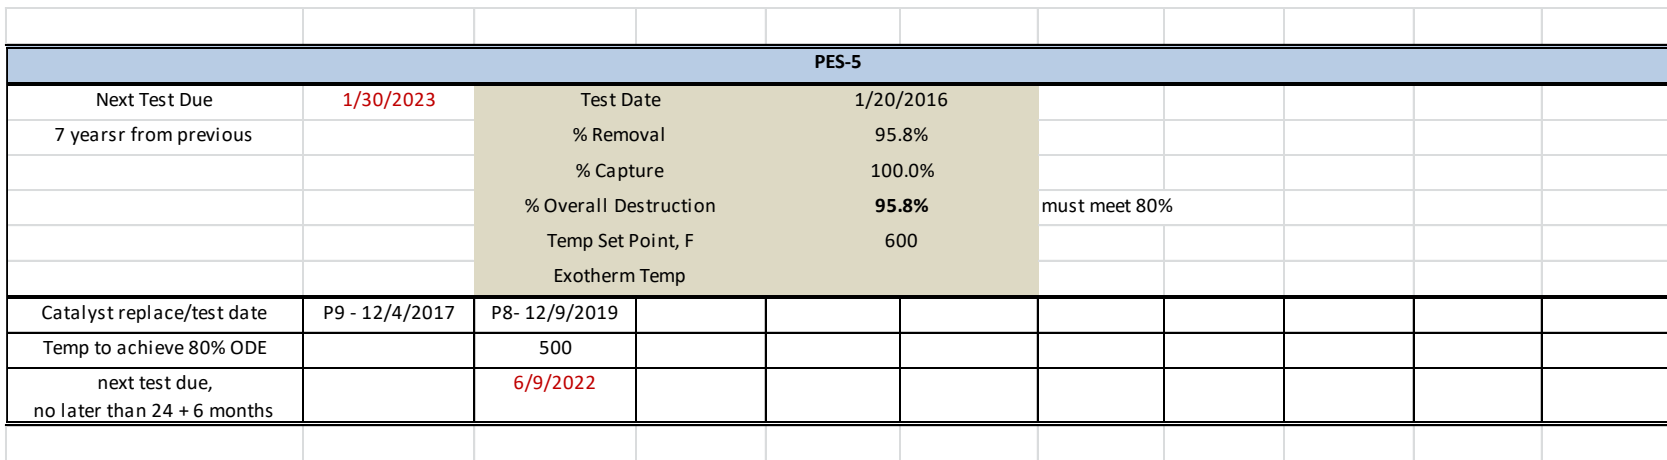 PES-5
Next Test Due 1/30/2023 Test Date 1/20/2016
7 yearsr from previous % Removal 95.8%
% Capture 100.0%
% Overall Destruction 95.8% must meet 80%
Temp Set Point, F 600
Exotherm Temp
Catalyst replace/test date P9 - 12/4/2017 P8- 12/9/2019
Temp to achieve 80% ODE 500
next test due, 6/9/2022
no later than 24 + 6 months